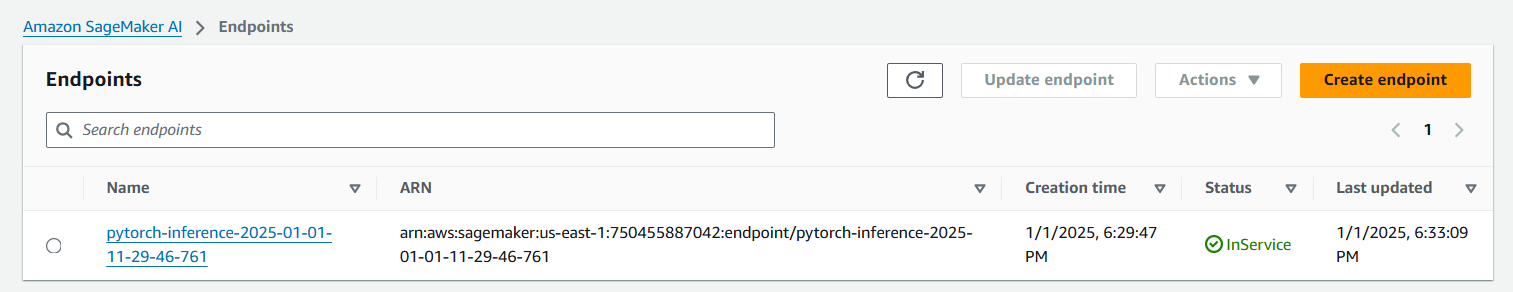 Amazon SageMaker AI > Endpoints
Endpoints
Update endpoint
Actions
Create endpoint
Search endpoints
1
Name ARN Creation time Status Last updated
pytorch-inference-2025-01-01- arn:aws:sagemaker:us-east-1:750455887042:endpoint/pytorch-inference-2025- 1/1/2025, 6:29:47 InService 1/1/2025, 6:33:09
11-29-46-761 01-01-11-29-46-761 PM PM